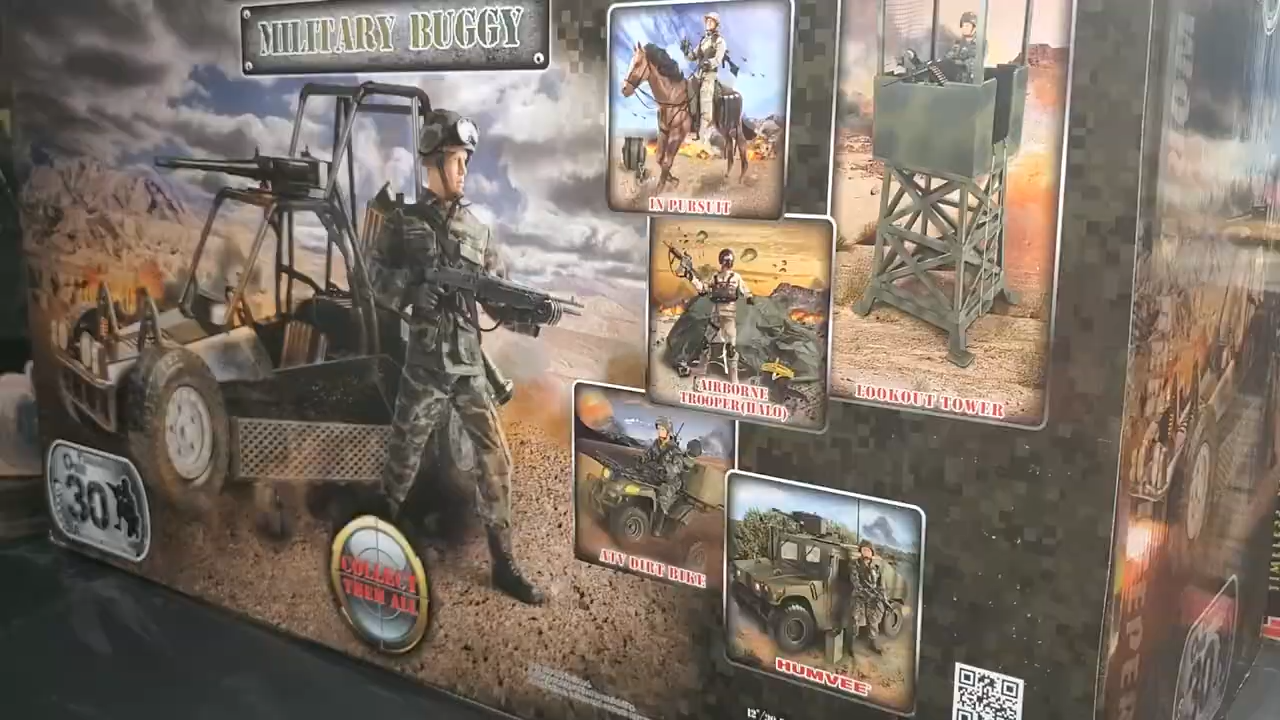 MILITARY BUGGY
IN PURSUIT
AIRBORNE
TROOPER(HALO)
LOOKOUT TOWER
ATV DIRT BIKE
HUMVEE
30
COLLECT
THEM ALL